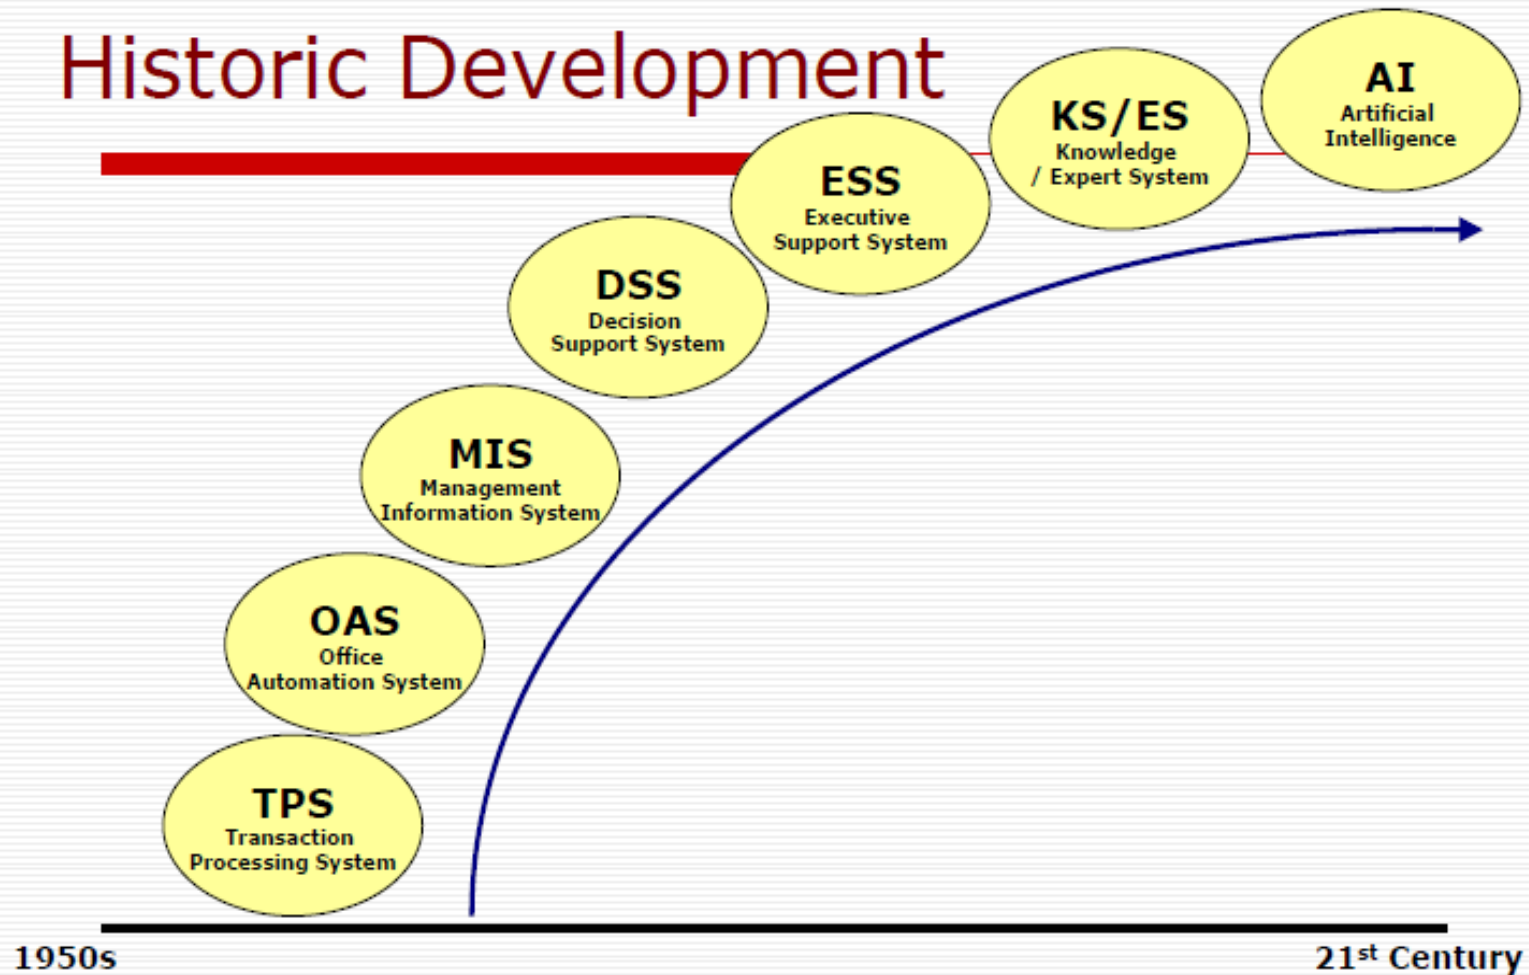 Historic Development
AI
Artificial
Intelligence
KS/ES
Knowledge
/ Expert System
ESS
Executive
Support System
DSS
Decision
Support System
MIS
Management
Information System
OAS
Office
Automation System
TPS
Transaction
Processing System
1950s
21st Century